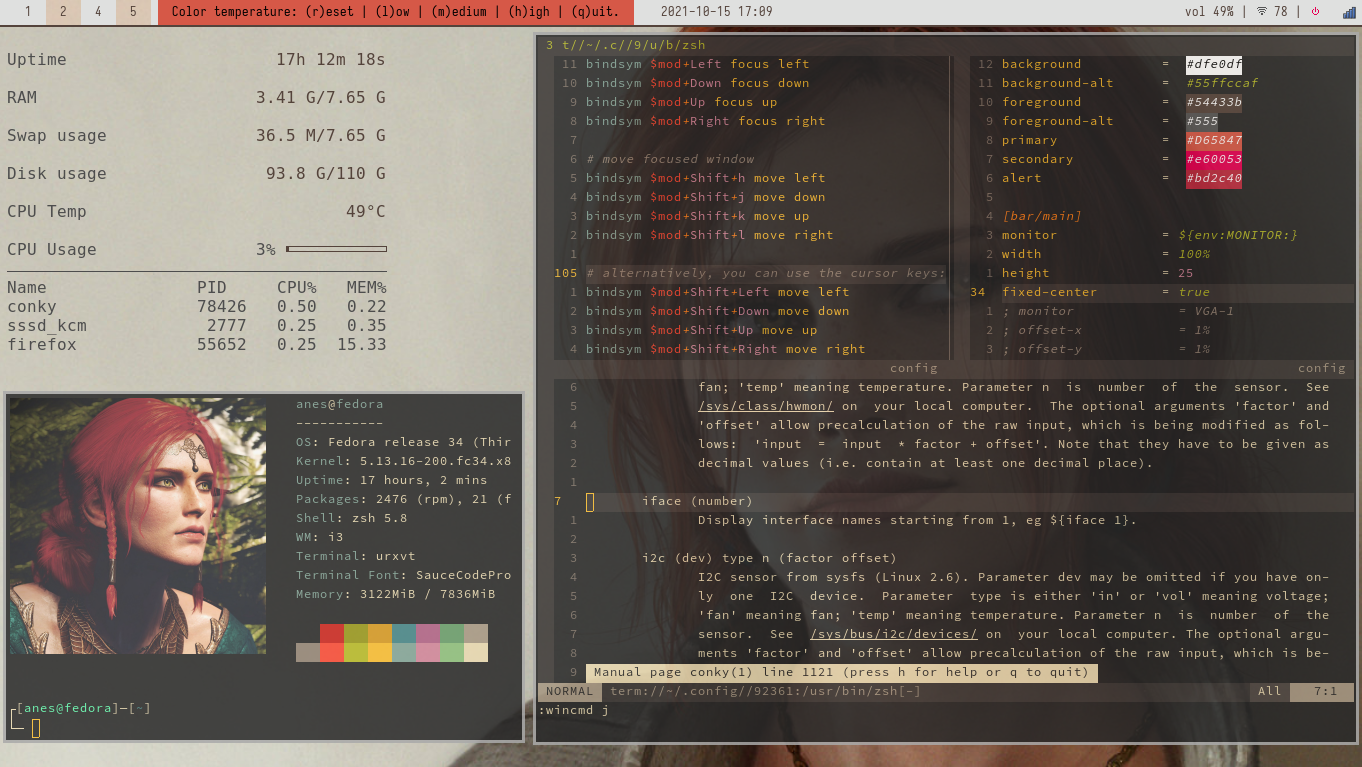 1 2 4 5 Color temperature: (r)eset | (l)ow | (m)edium | (h)igh | (q)uit. 2021-10-15 17:09 vol 49% | 78 |
Uptime 17h 12m 18s
RAM 3.41 G/7.65 G
Swap usage 36.5 M/7.65 G
Disk usage 93.8 G/110 G
CPU Temp 49°C
CPU Usage 3%
Name PID CPU% MEM%
conky 78426 0.50 0.22
sssd_kcm 2777 0.25 0.35
firefox 55652 0.25 15.33
anes@fedora
-----------
OS: Fedora release 34 (Thir
Kernel: 5.13.16-200.fc34.x8
Uptime: 17 hours, 2 mins
Packages: 2476 (rpm), 21 (f
Shell: zsh 5.8
WM: i3
Terminal: urxvt
Terminal Font: SauceCodePro
Memory: 3122MiB / 7836MiB
┌[anes@fedora]—[~]
└─
3 t//~/.c//9/u/b/zsh
11 bindsym $mod+Left focus left
10 bindsym $mod+Down focus down
9 bindsym $mod+Up focus up
8 bindsym $mod+Right focus right
7
6 # move focused window
5 bindsym $mod+Shift+h move left
4 bindsym $mod+Shift+j move down
3 bindsym $mod+Shift+k move up
2 bindsym $mod+Shift+l move right
1
105 # alternatively, you can use the cursor keys:
1 bindsym $mod+Shift+Left move left
2 bindsym $mod+Shift+Down move down
3 bindsym $mod+Shift+Up move up
4 bindsym $mod+Shift+Right move right
config
12 background = #dfe0df
11 background-alt = #55ffccaf
10 foreground = #54433b
9 foreground-alt = #555
8 primary = #D65847
7 secondary = #e60053
6 alert = #bd2c40
5
4 [bar/main]
3 monitor = ${env:MONITOR:}
2 width = 100%
1 height = 25
34 fixed-center = true
1 ; monitor = VGA-1
2 ; offset-x = 1%
3 ; offset-y = 1%
config
6 fan; 'temp' meaning temperature. Parameter n is number of the sensor. See
5 /sys/class/hwmon/ on your local computer. The optional arguments 'factor' and
4 'offset' allow precalculation of the raw input, which is being modified as fol‐
3 lows: 'input = input * factor + offset'. Note that they have to be given as
2 decimal values (i.e. contain at least one decimal place).
1
7 iface (number)
1 Display interface names starting from 1, eg ${iface 1}.
2
3 i2c (dev) type n (factor offset)
4 I2C sensor from sysfs (Linux 2.6). Parameter dev may be omitted if you have on‐
5 ly one I2C device. Parameter type is either 'in' or 'vol' meaning voltage;
6 'fan' meaning fan; 'temp' meaning temperature. Parameter n is number of the
7 sensor. See /sys/bus/i2c/devices/ on your local computer. The optional argu‐
8 ments 'factor' and 'offset' allow precalculation of the raw input, which is be‐
9 Manual page conky(1) line 1121 (press h for help or q to quit)
NORMAL term://~/.config//92361:/usr/bin/zsh[-] All 7:1
:wincmd j